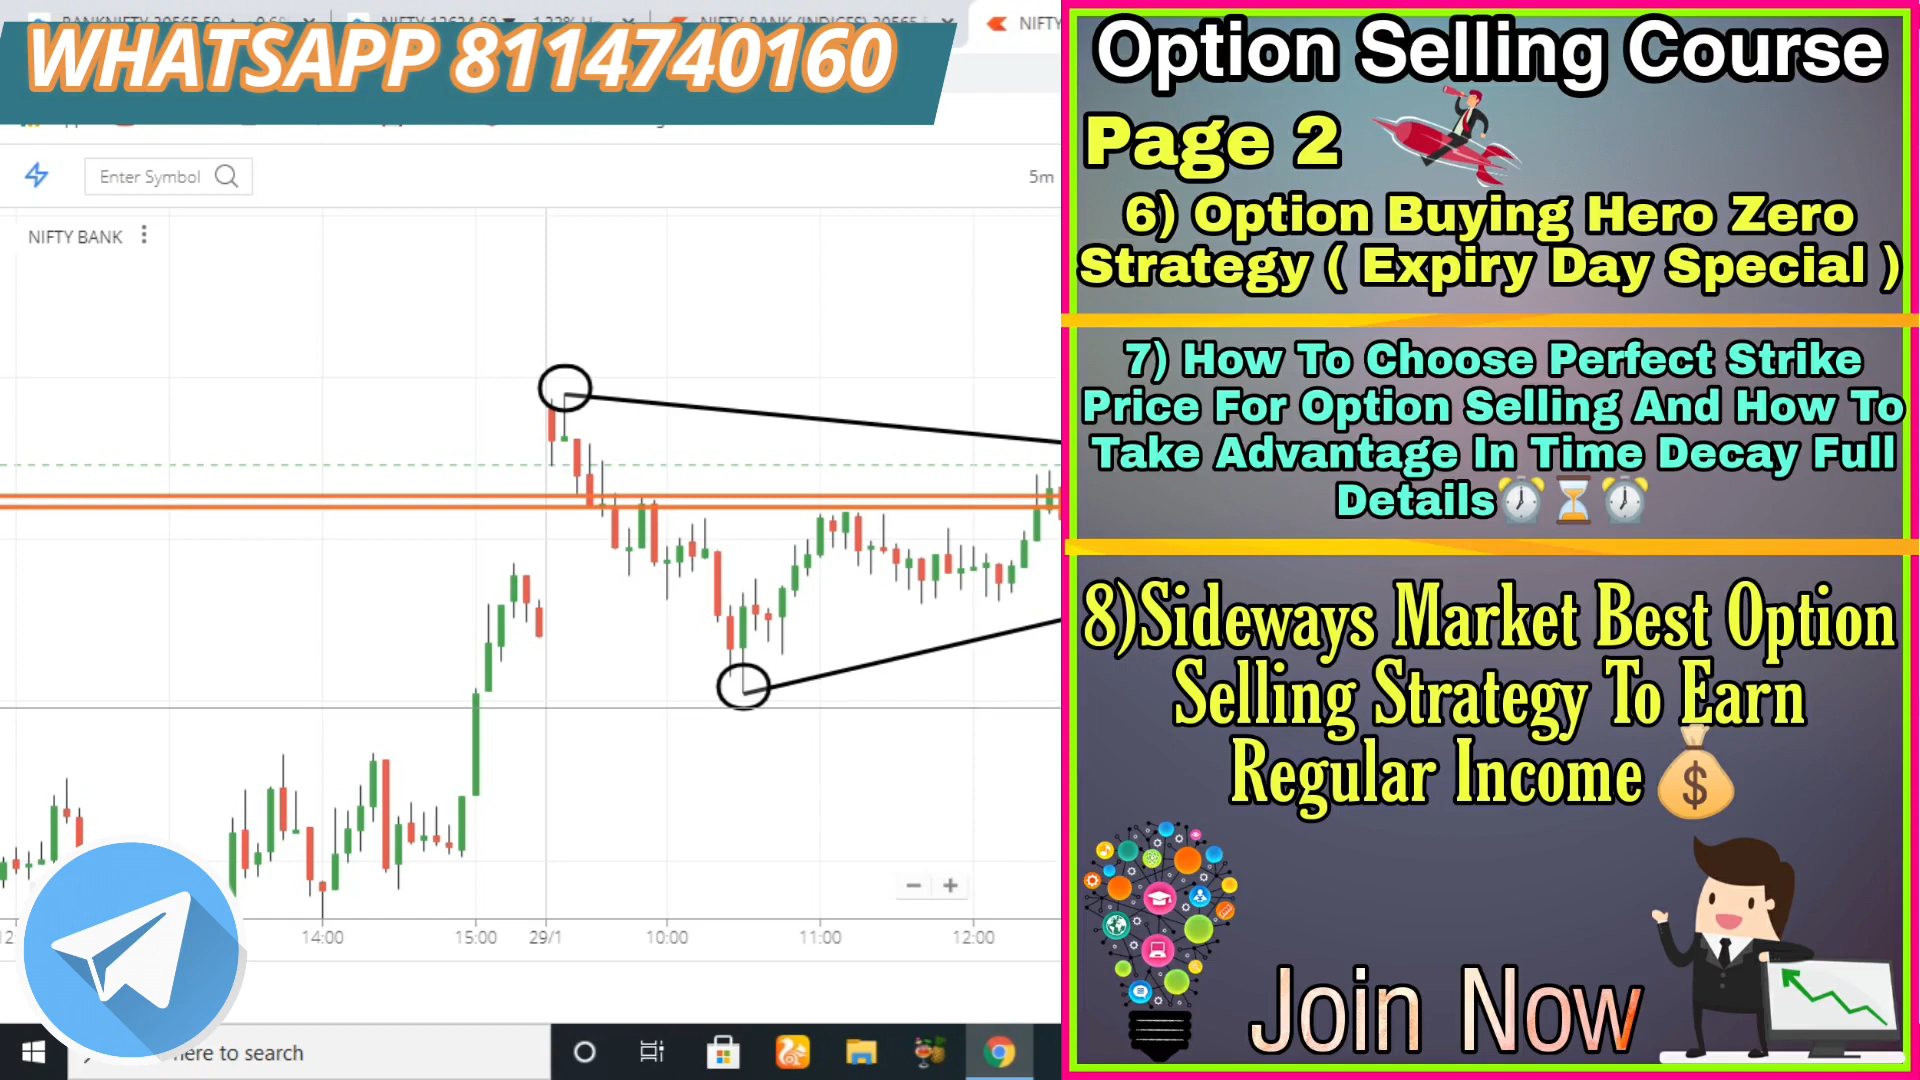 WHATSAPP 8114740160
Enter Symbol
5m
NIFTY BANK
14:00 15:00 29/1 10:00 11:00 12:00
here to search
Option Selling Course
Page 2
6) Option Buying Hero Zero
Strategy ( Expiry Day Special )
7) How To Choose Perfect Strike
Price For Option Selling And How To
Take Advantage In Time Decay Full
Details
8)Sideways Market Best Option
Selling Strategy To Earn
Regular Income
Join Now